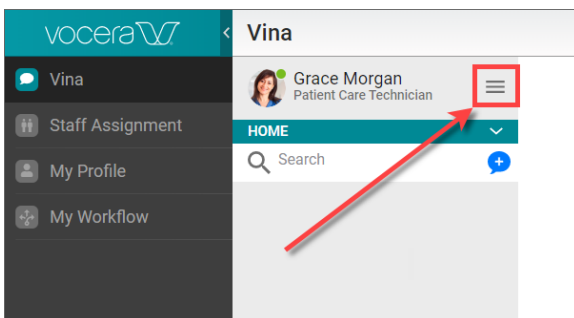 vocera
Vina
Staff Assignment
My Profile
My Workflow
Vina
Grace Morgan
Patient Care Technician
HOME
Search